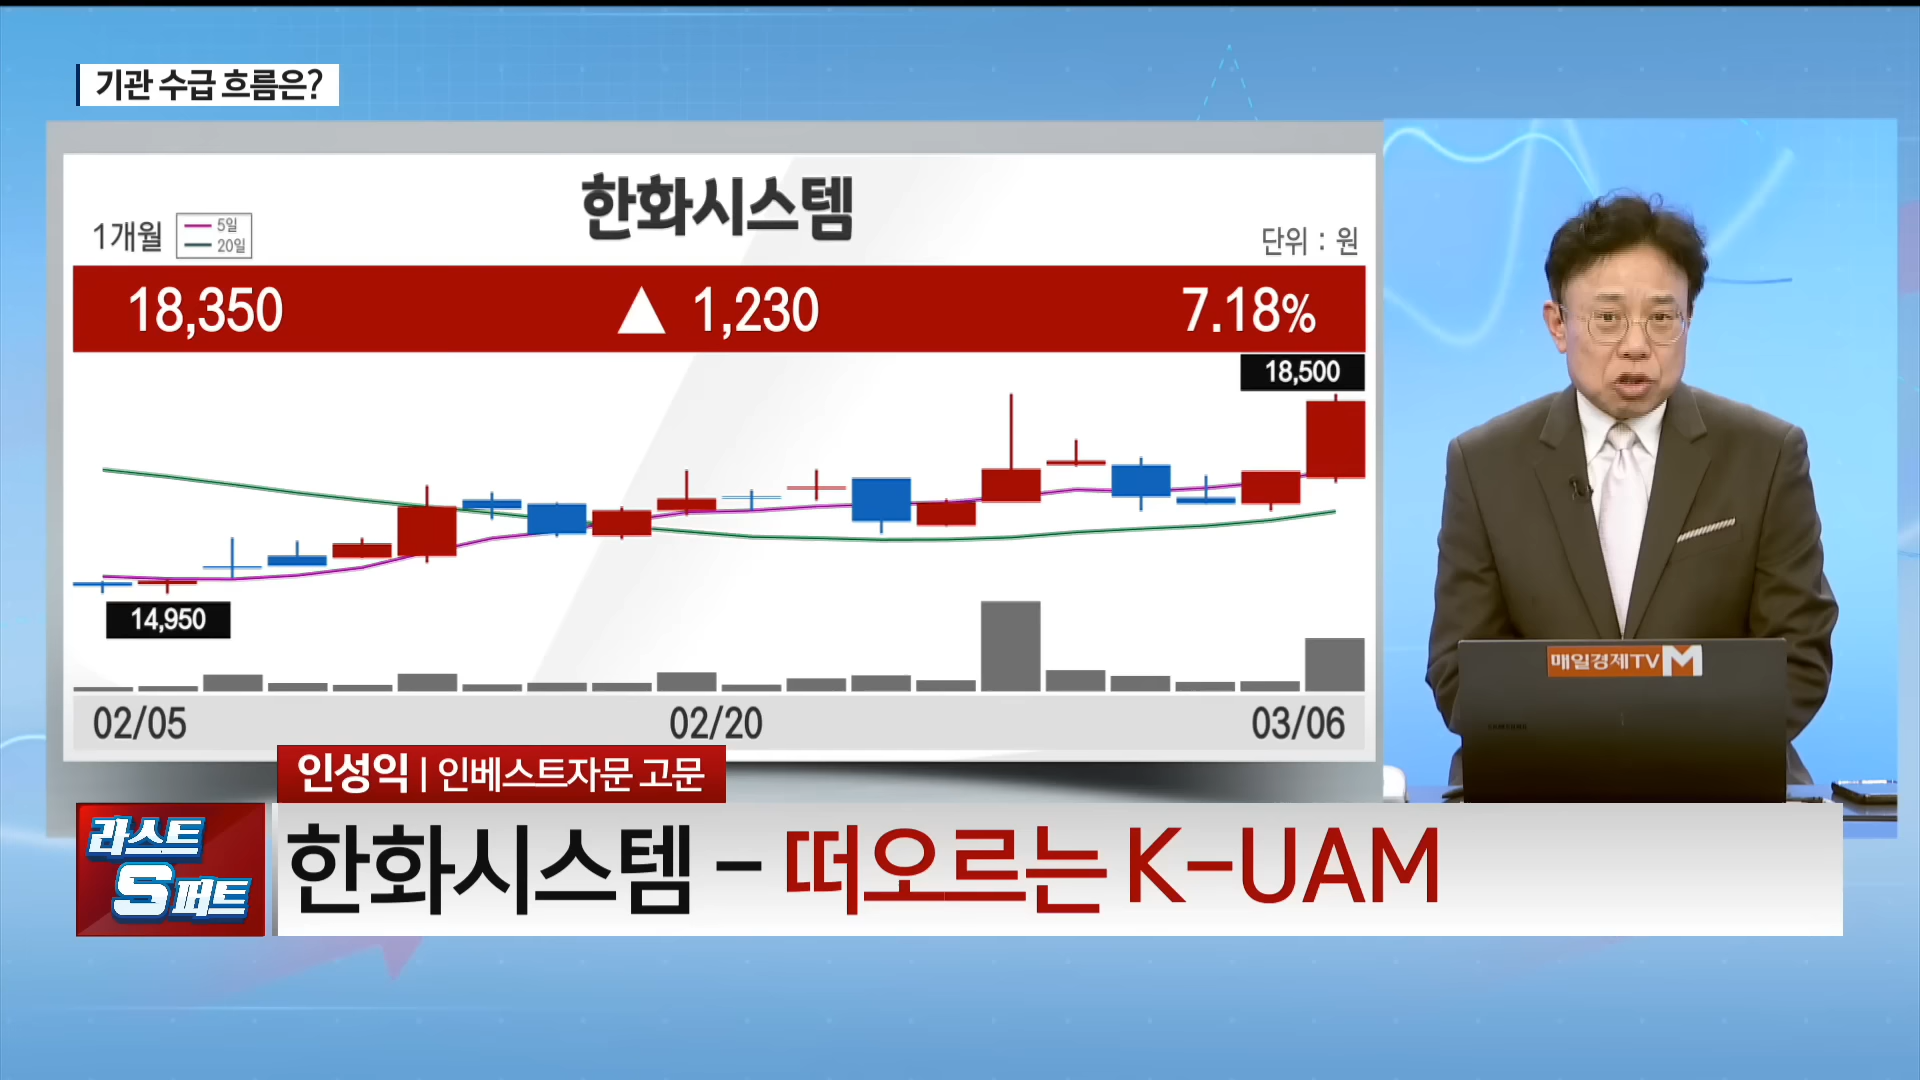 기관 수급 흐름은?
한화시스템
1개월
5일
20일
단위 : 원
18,350 ▲ 1,230 7.18%
18,500
14,950
02/05 02/20 03/06
매일경제TV M
SAMSUNG
인성익 | 인베스트자문 고문
라스트
S퍼트
한화시스템 - 떠오르는 K-UAM